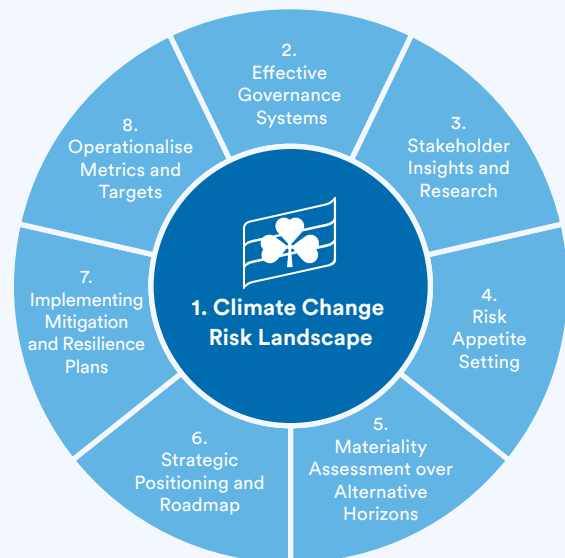 1. Climate Change
Risk Landscape
2.
Effective
Governance
Systems
3.
Stakeholder
Insights and
Research
4.
Risk
Appetite
Setting
5.
Materiality
Assessment over
Alternative
Horizons
6.
Strategic
Positioning and
Roadmap
7.
Implementing
Mitigation
and Resilience
Plans
8.
Operationalise
Metrics and
Targets